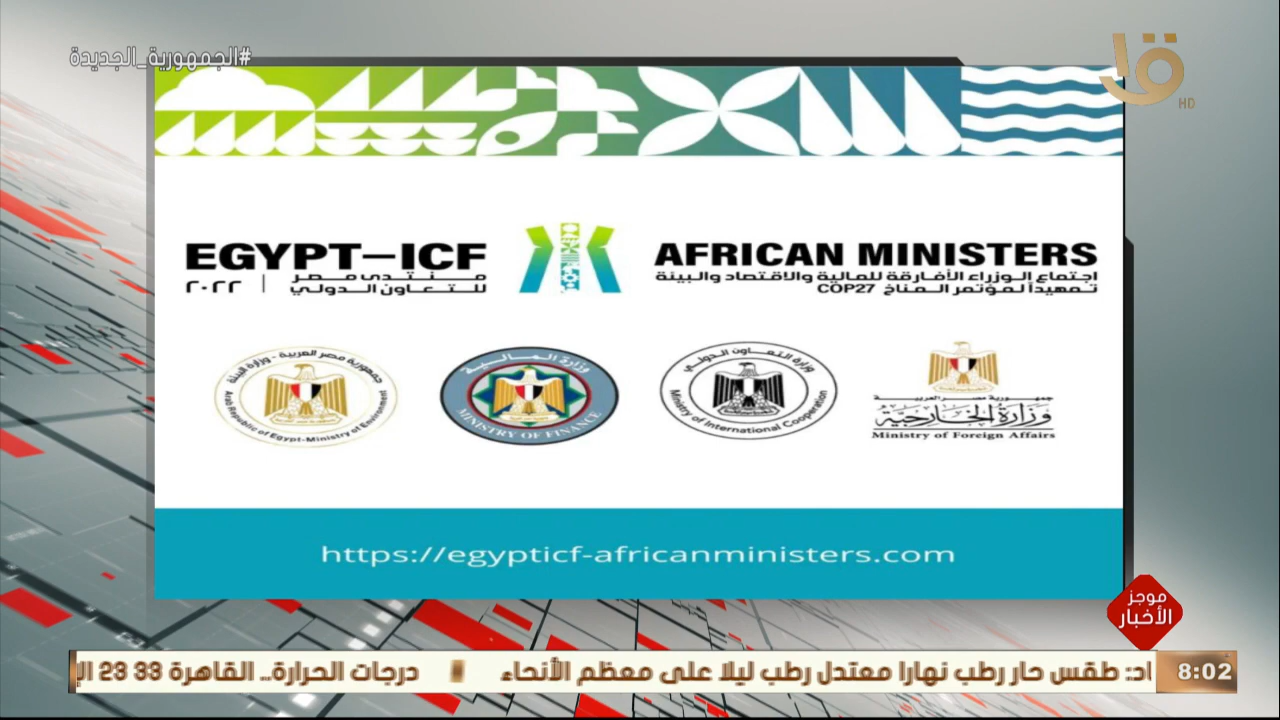 #الجمهورية_الجديدة
HD
EGYPT–ICF
منتدى مصر
للتعاون الدولي
٢٠٢٢
AFRICAN MINISTERS
اجتماع الوزراء الأفارقة للمالية والاقتصاد والبيئة
تمهيداً لمؤتمر المناخ COP27
جمهورية مصر العربية - وزارة البيئة
Arab Republic of Egypt-Ministry of Environment
وزارة المالية
MINISTRY OF FINANCE
وزارة التعاون الدولي
Ministry of International Cooperation
جمهورية مصر العربية
وزارة الخارجية
Ministry of Foreign Affairs
https://egypticf-africanministers.com
موجز
الأخبار
8:02
اد: طقس حار رطب نهارا معتدل رطب ليلا على معظم الأنحاء
درجات الحرارة.. القاهرة 33 23